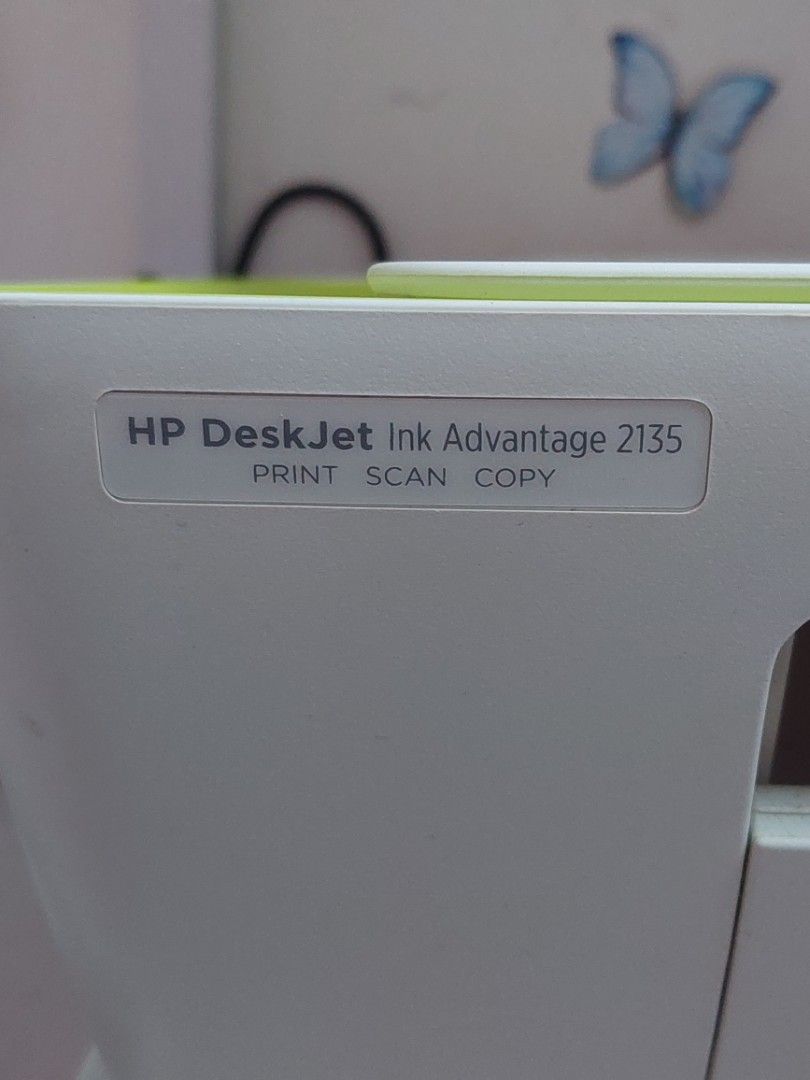 HP DeskJet Ink Advantage 2135
PRINT SCAN COPY